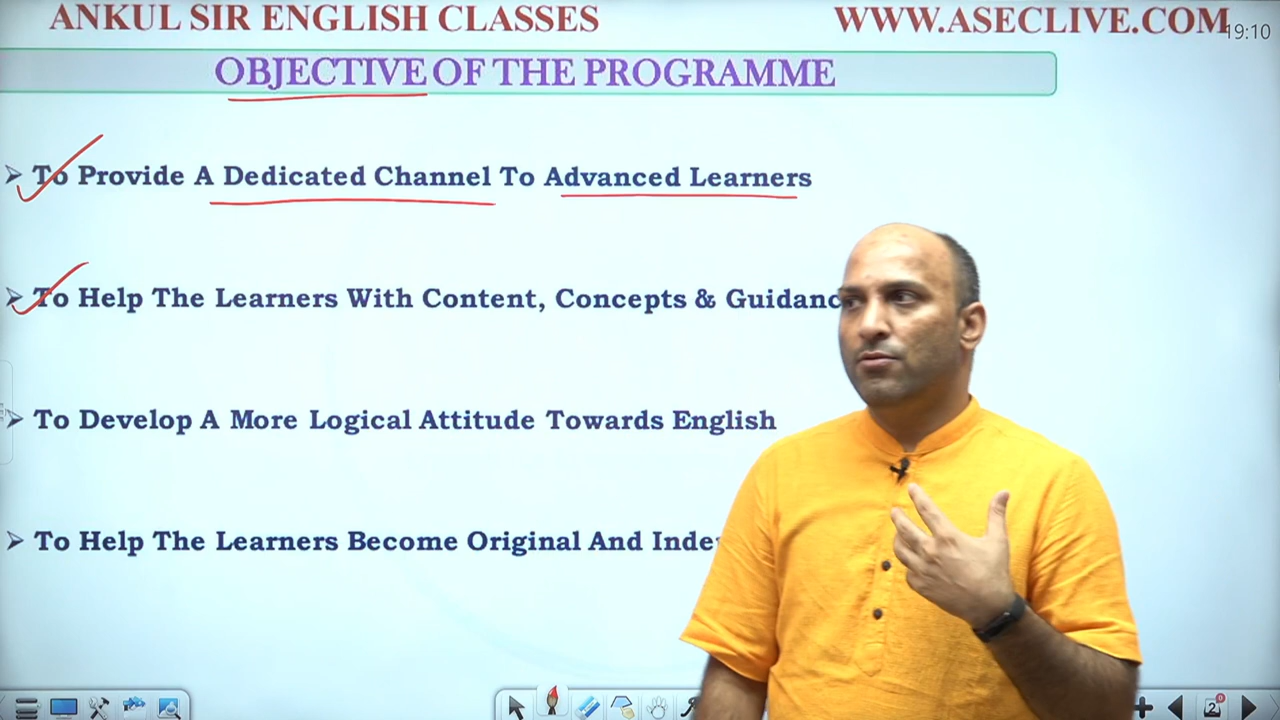 ANKUL SIR ENGLISH CLASSES WWW.ASECLIVE.COM
19:10
OBJECTIVE OF THE PROGRAMME
➢ To Provide A Dedicated Channel To Advanced Learners
➢ To Help The Learners With Content, Concepts & Guidanc
➢ To Develop A More Logical Attitude Towards English
➢ To Help The Learners Become Original And Inde
2